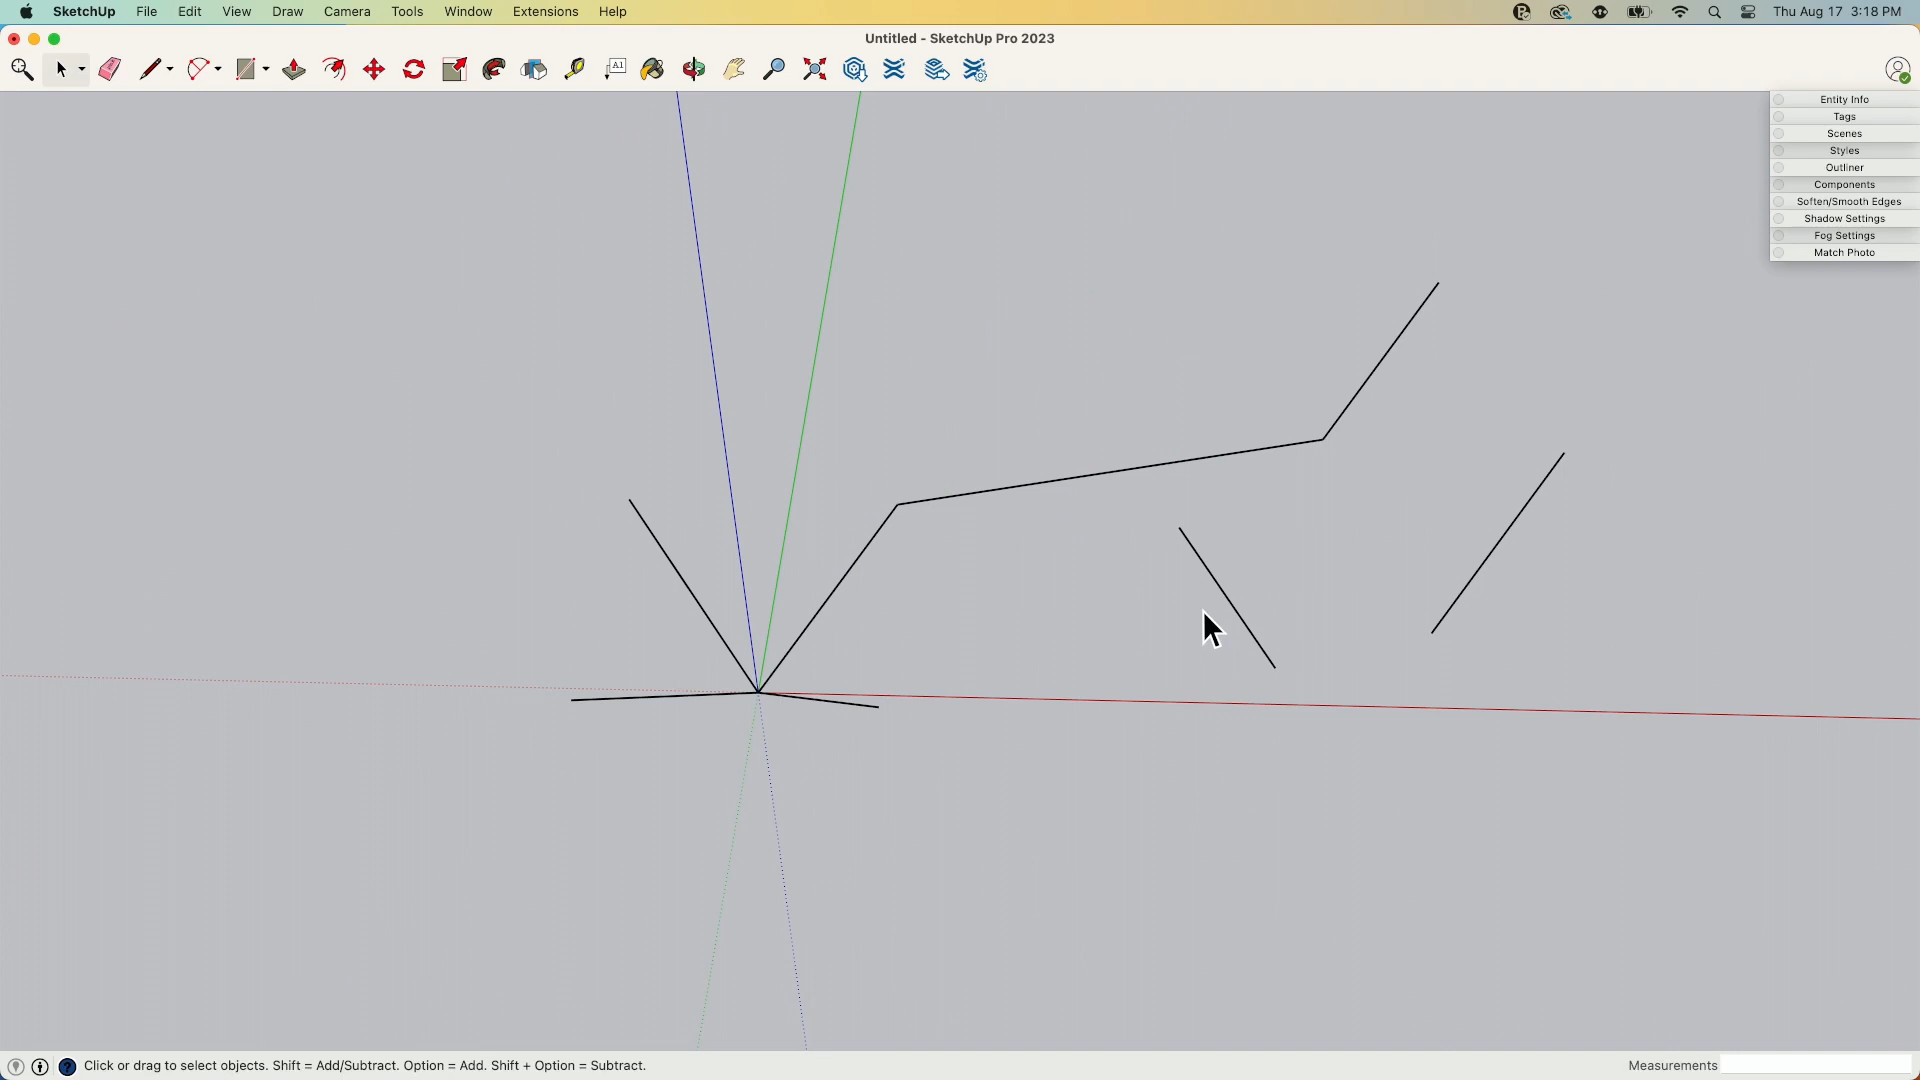 SketchUp File Edit View Draw Camera Tools Window Extensions Help Thu Aug 17 3:18 PM
Untitled - SketchUp Pro 2023
A1
Entity Info
Tags
Scenes
Styles
Outliner
Components
Soften/Smooth Edges
Shadow Settings
Fog Settings
Match Photo
Click or drag to select objects. Shift = Add/Subtract. Option = Add. Shift + Option = Subtract. Measurements